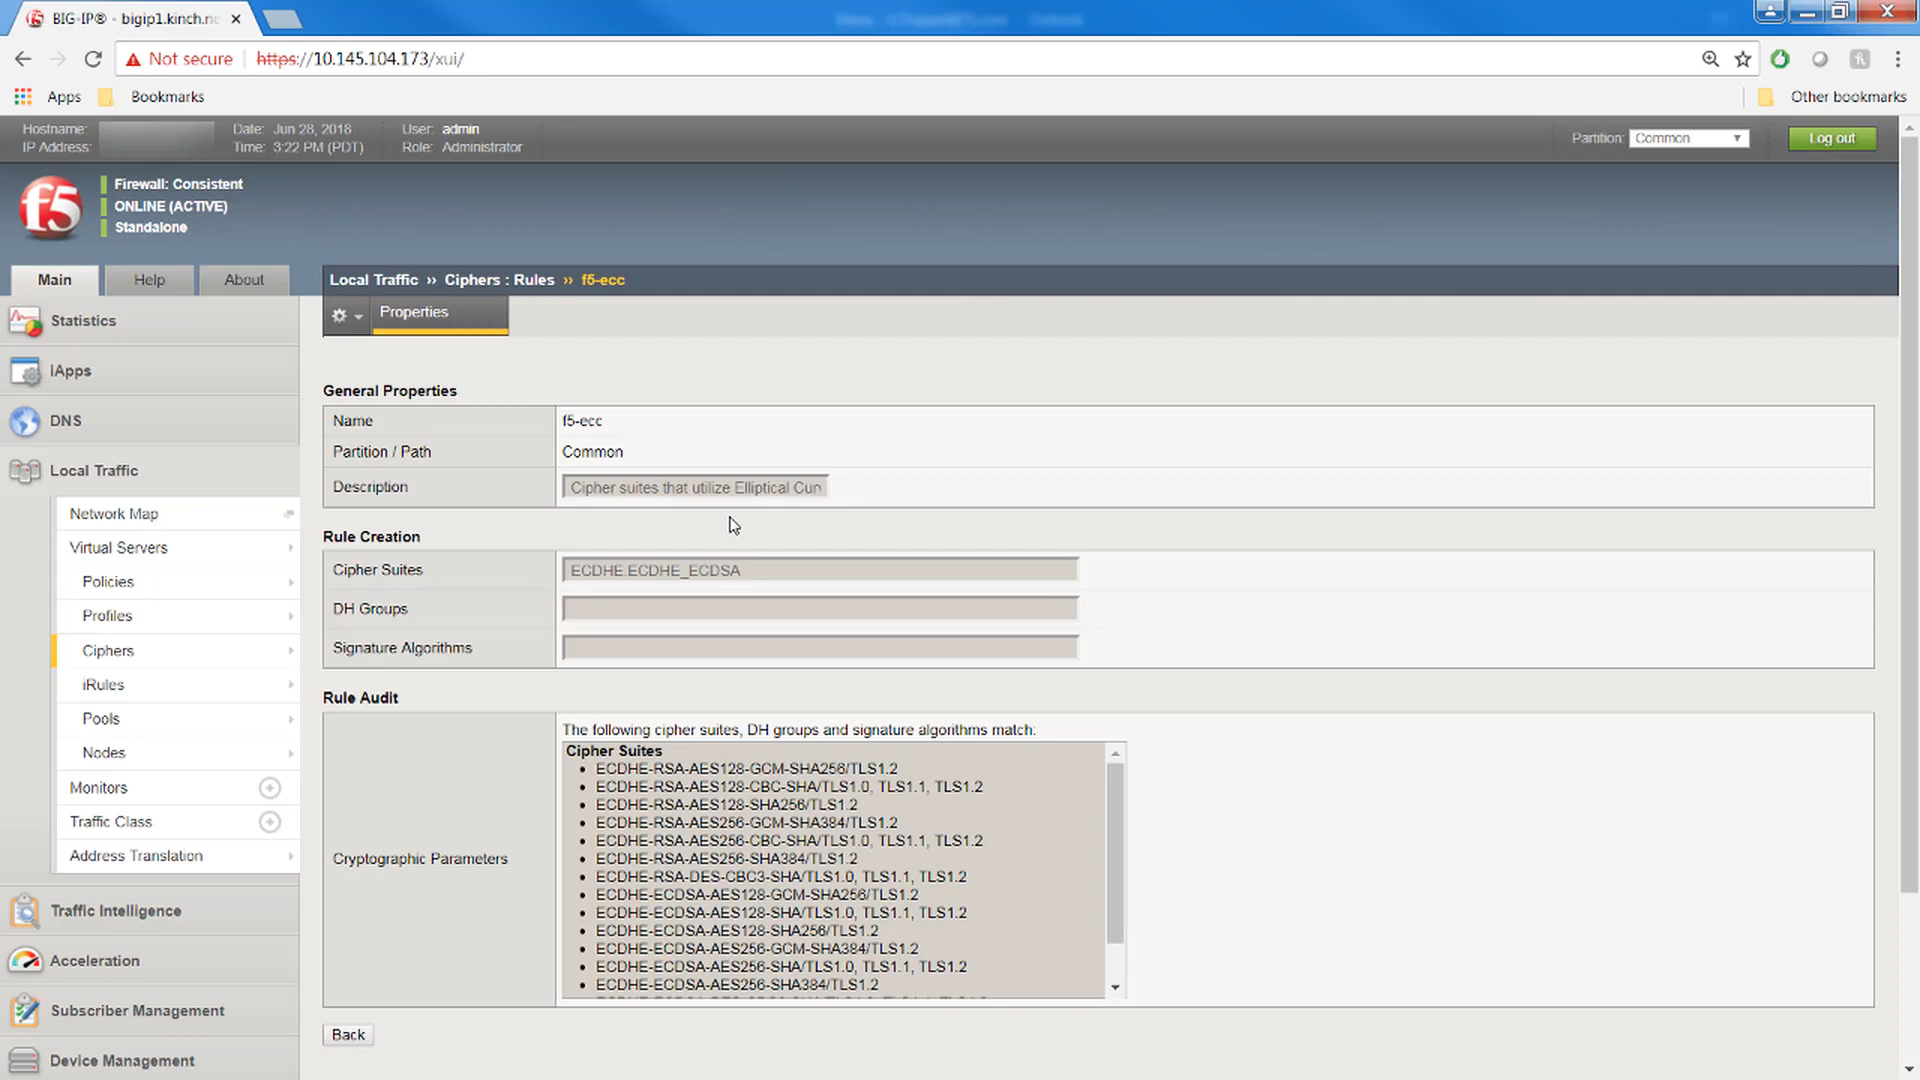 BIG-IP® - bigip1.kinch.ne
Not secure https://10.145.104.173/xui/
Apps Bookmarks Other bookmarks
Hostname: Date: Jun 28, 2018 User: admin
IP Address: Time: 3:22 PM (PDT) Role: Administrator
Partition: Common Log out
f5
Firewall: Consistent
ONLINE (ACTIVE)
Standalone
Main Help About
Local Traffic ›› Ciphers : Rules ›› f5-ecc
Properties
Statistics
iApps
DNS
Local Traffic
Network Map
Virtual Servers
Policies
Profiles
Ciphers
iRules
Pools
Nodes
Monitors
Traffic Class
Address Translation
Traffic Intelligence
Acceleration
Subscriber Management
Device Management
General Properties
Name f5-ecc
Partition / Path Common
Description Cipher suites that utilize Elliptical Cur
Rule Creation
Cipher Suites ECDHE:ECDHE_ECDSA
DH Groups
Signature Algorithms
Rule Audit
Cryptographic Parameters
The following cipher suites, DH groups and signature algorithms match:
Cipher Suites
• ECDHE-RSA-AES128-GCM-SHA256/TLS1.2
• ECDHE-RSA-AES128-CBC-SHA/TLS1.0, TLS1.1, TLS1.2
• ECDHE-RSA-AES128-SHA256/TLS1.2
• ECDHE-RSA-AES256-GCM-SHA384/TLS1.2
• ECDHE-RSA-AES256-CBC-SHA/TLS1.0, TLS1.1, TLS1.2
• ECDHE-RSA-AES256-SHA384/TLS1.2
• ECDHE-RSA-DES-CBC3-SHA/TLS1.0, TLS1.1, TLS1.2
• ECDHE-ECDSA-AES128-GCM-SHA256/TLS1.2
• ECDHE-ECDSA-AES128-SHA/TLS1.0, TLS1.1, TLS1.2
• ECDHE-ECDSA-AES128-SHA256/TLS1.2
• ECDHE-ECDSA-AES256-GCM-SHA384/TLS1.2
• ECDHE-ECDSA-AES256-SHA/TLS1.0, TLS1.1, TLS1.2
• ECDHE-ECDSA-AES256-SHA384/TLS1.2
Back